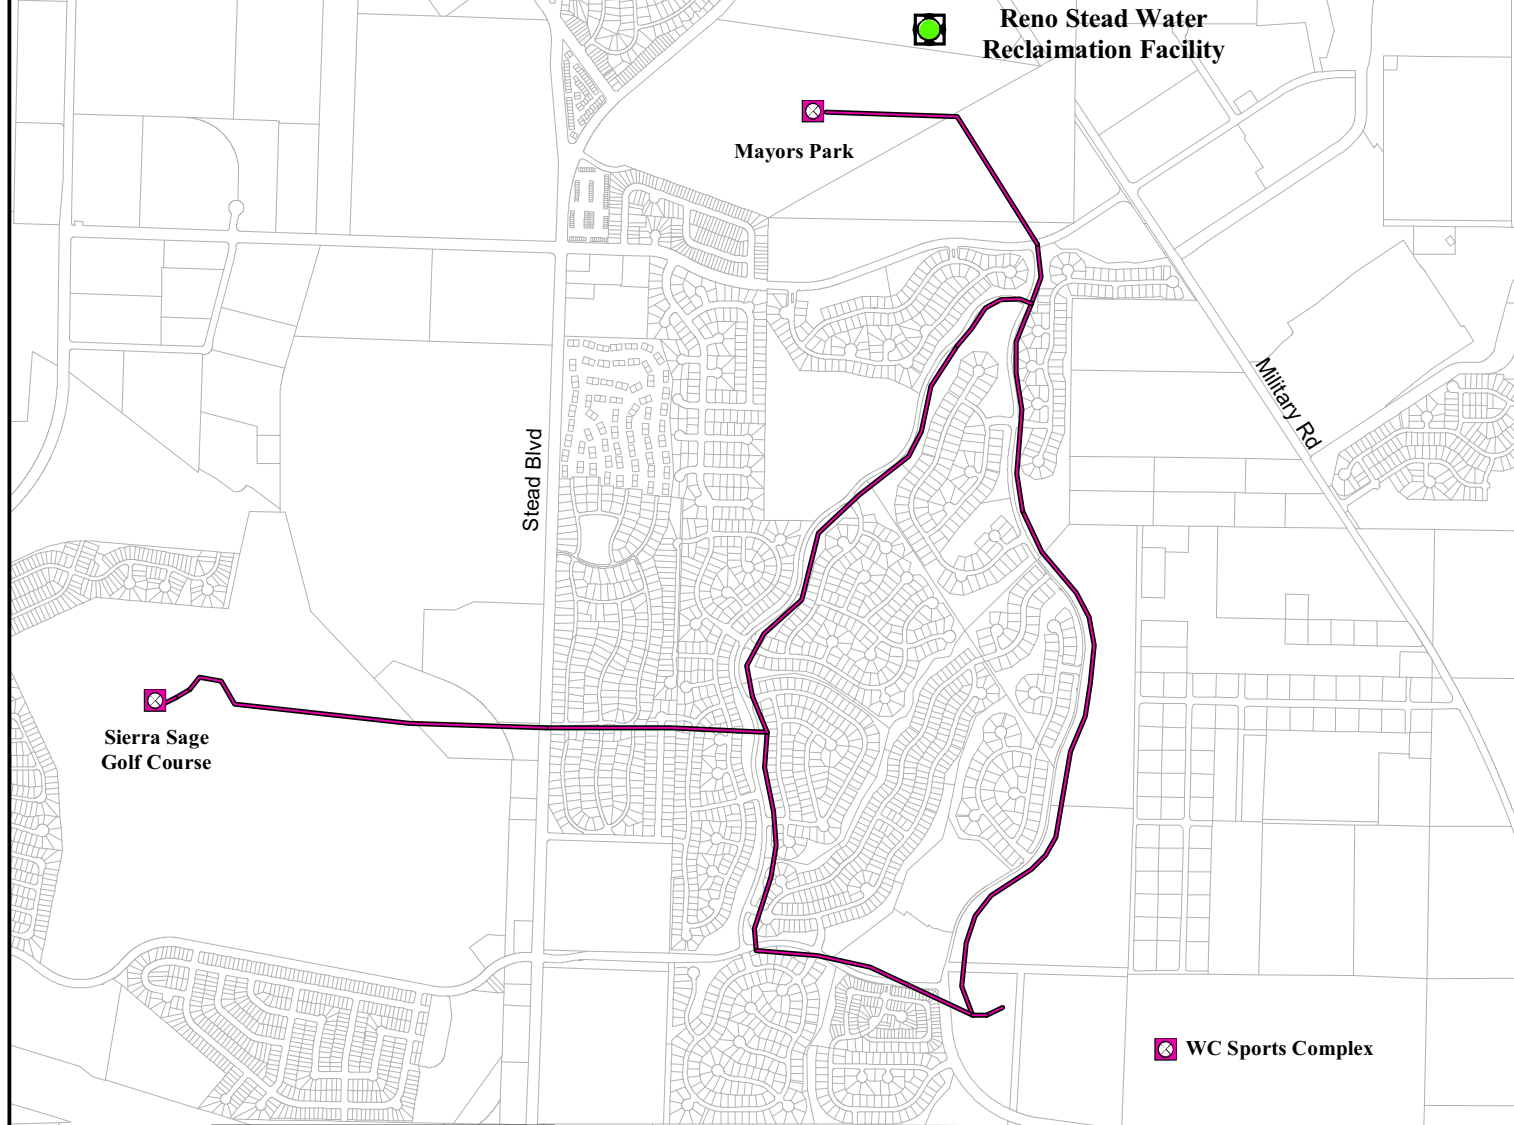 Reno Stead Water
Reclaimation Facility
Mayors Park
Military Rd
Stead Blvd
Sierra Sage
Golf Course
WC Sports Complex